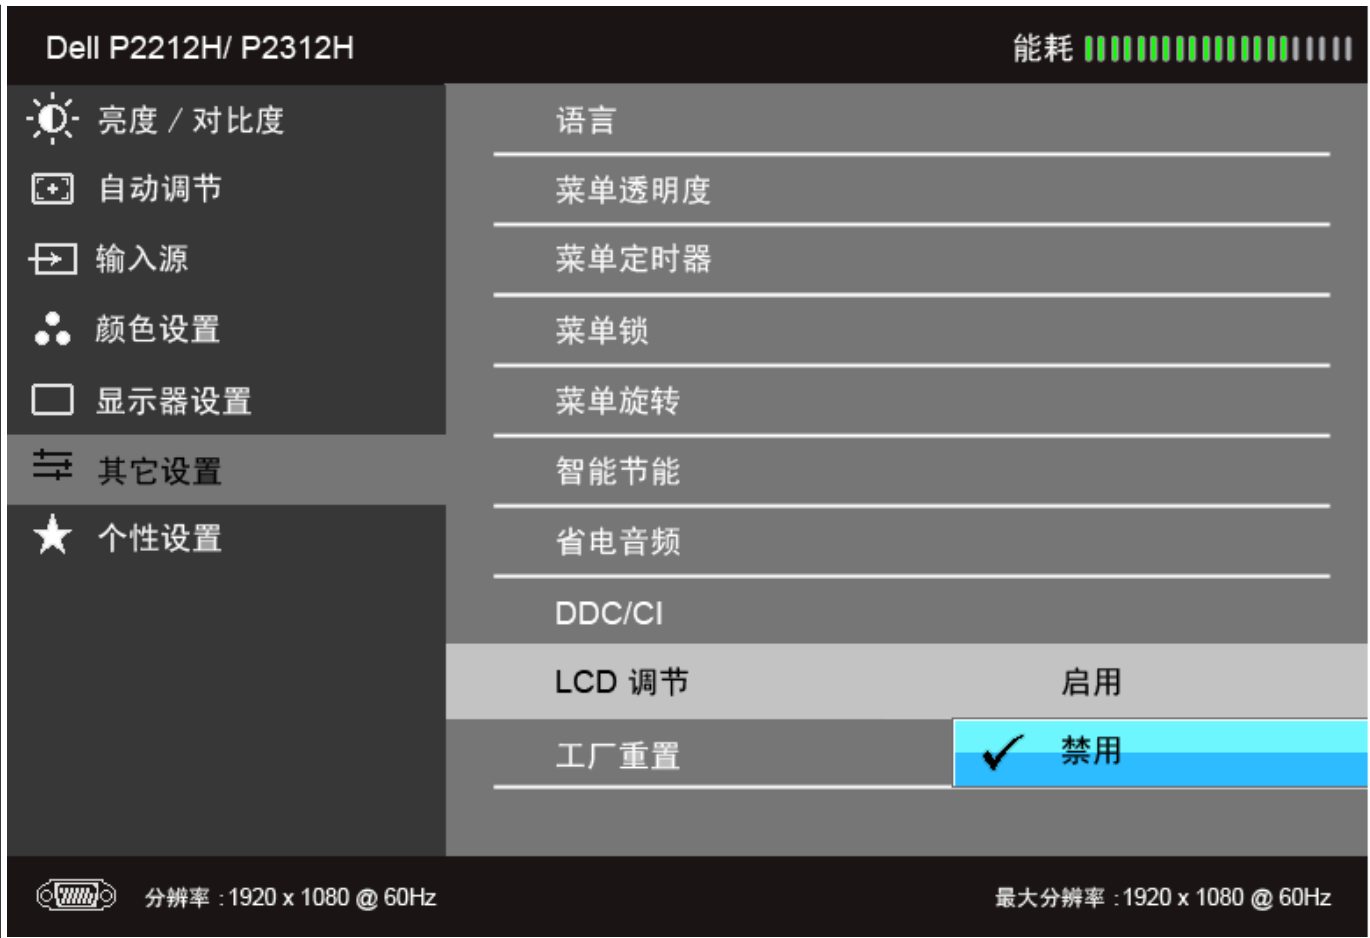 Dell P2212H/ P2312H
能耗
亮度 / 对比度
自动调节
输入源
颜色设置
显示器设置
其它设置
个性设置
语言
菜单透明度
菜单定时器
菜单锁
菜单旋转
智能节能
省电音频
DDC/CI
LCD 调节 启用
工厂重置 禁用
分辨率 : 1920 x 1080 @ 60Hz
最大分辨率 : 1920 x 1080 @ 60Hz